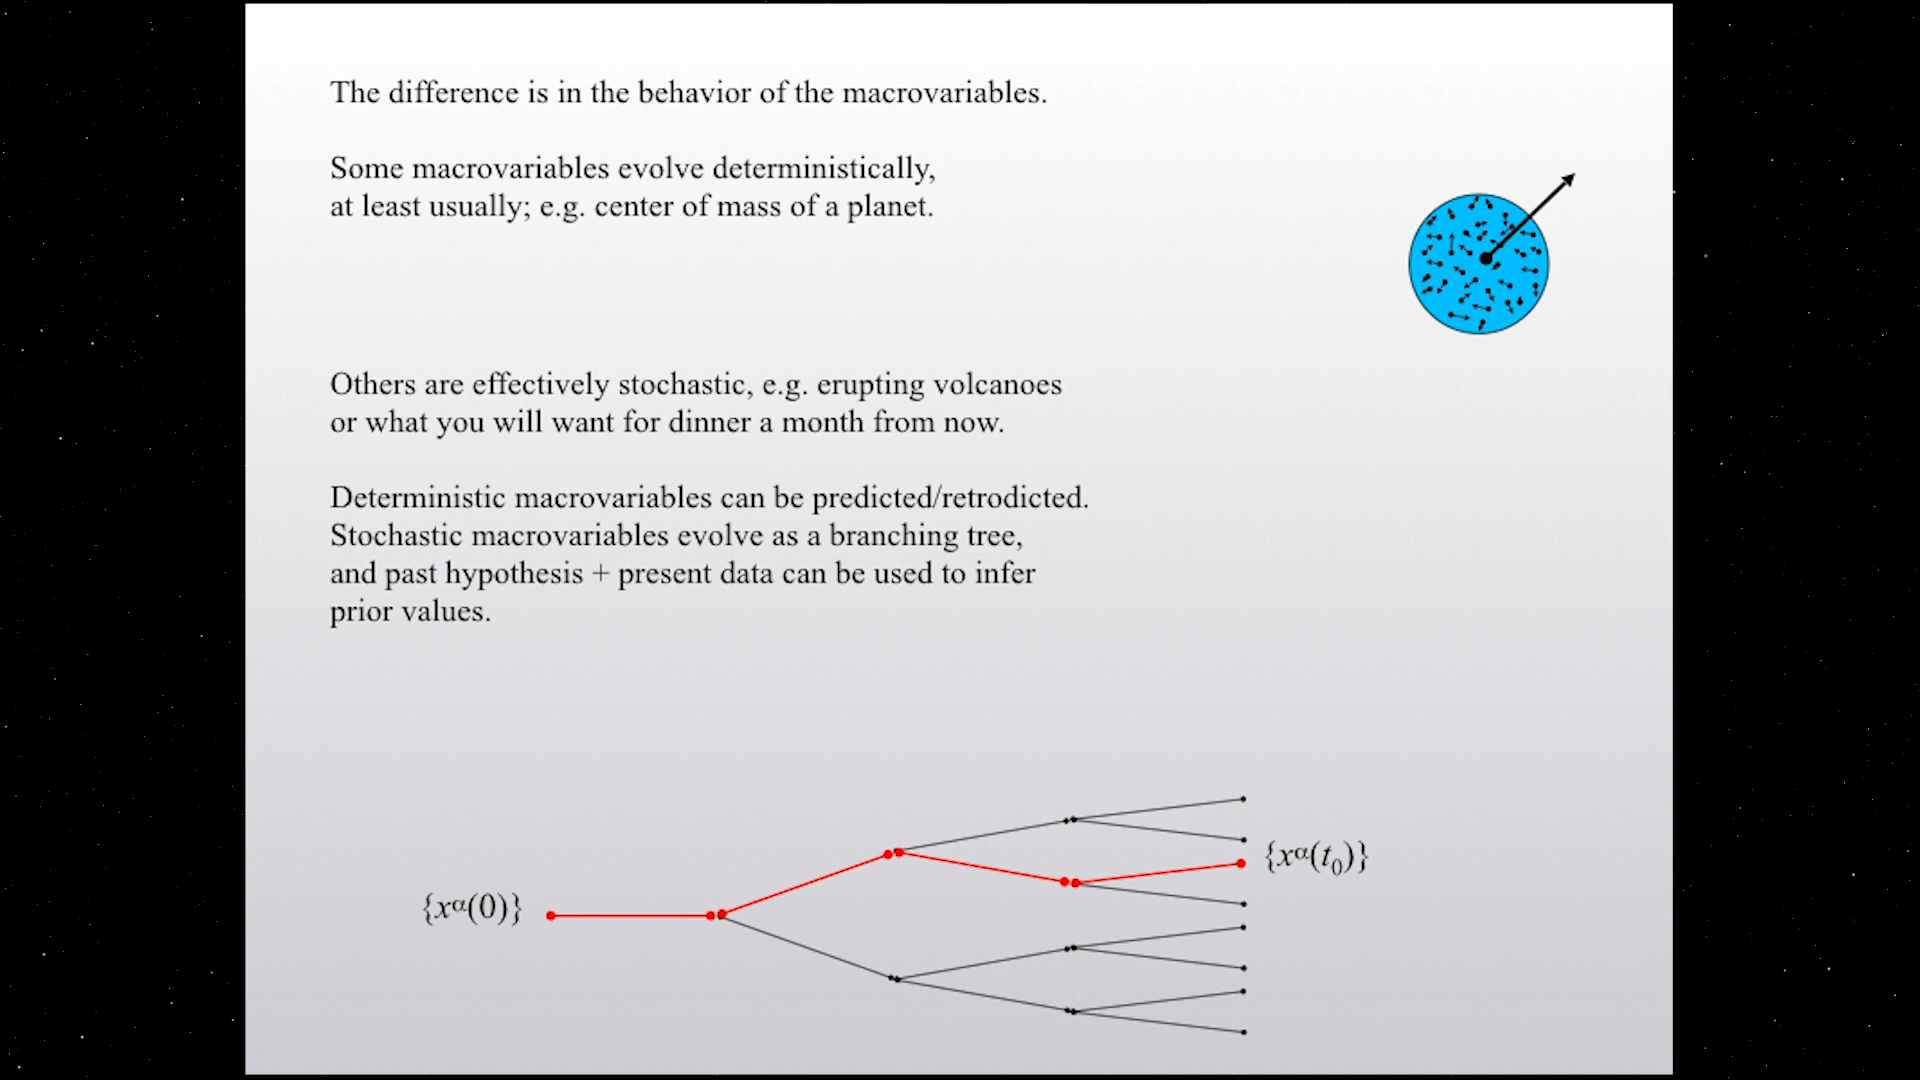 The difference is in the behavior of the macrovariables.
Some macrovariables evolve deterministically,
at least usually; e.g. center of mass of a planet.
Others are effectively stochastic, e.g. erupting volcanoes
or what you will want for dinner a month from now.
Deterministic macrovariables can be predicted/retrodicted.
Stochastic macrovariables evolve as a branching tree,
and past hypothesis + present data can be used to infer
prior values.
{xᵅ(t₀)}
{xᵅ(0)}